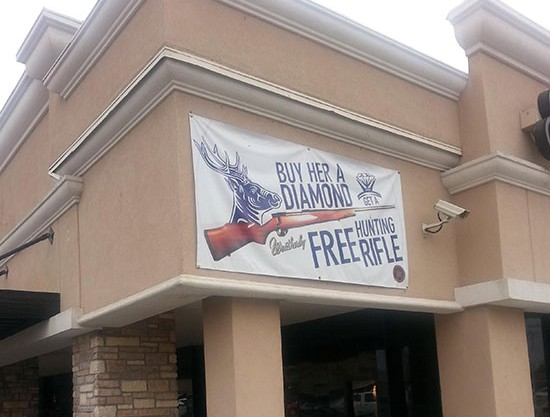 BUY HER A
DIAMOND
GET A
Weatherby
FREE HUNTING RIFLE